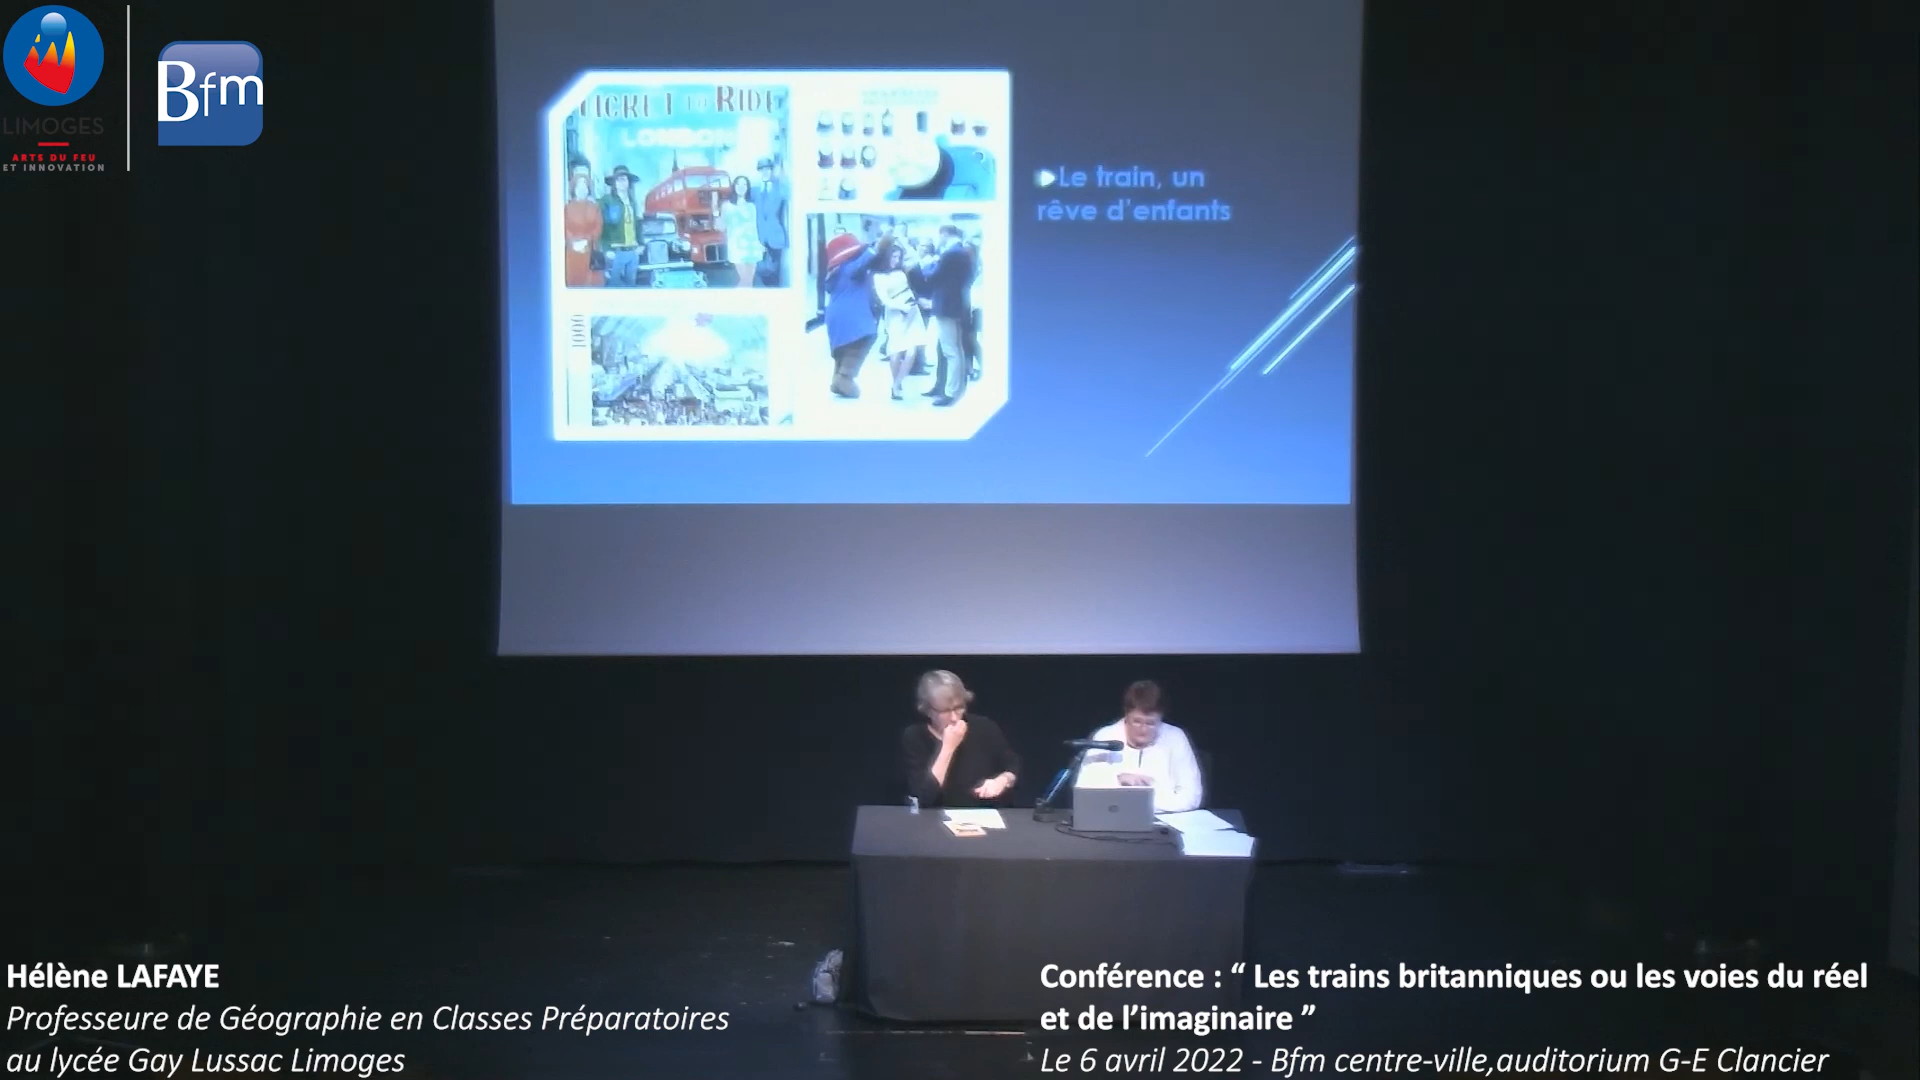 LIMOGES
ARTS DU FEU
ET INNOVATION
Bfm
TICKET TO RIDE
LONDON
1000
Le train, un
rêve d'enfants
Hélène LAFAYE
Professeure de Géographie en Classes Préparatoires
au lycée Gay Lussac Limoges
Conférence : “ Les trains britanniques ou les voies du réel
et de l’imaginaire ”
Le 6 avril 2022 - Bfm centre-ville,auditorium G-E Clancier